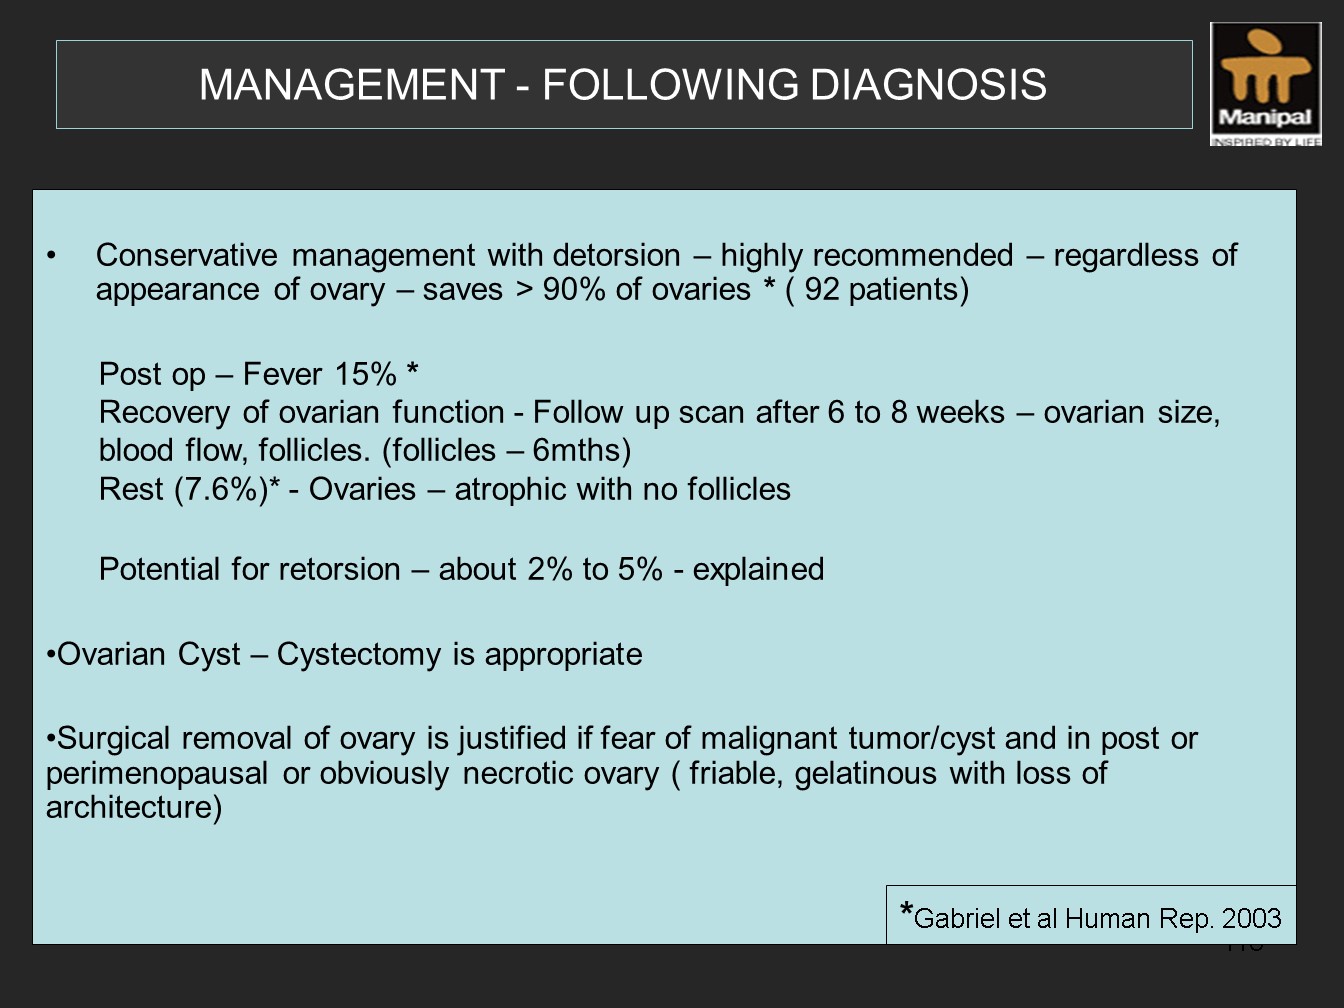 MANAGEMENT - FOLLOWING DIAGNOSIS
Manipal
INSPIRED BY LIFE
• Conservative management with detorsion – highly recommended – regardless of
appearance of ovary – saves > 90% of ovaries * ( 92 patients)
Post op – Fever 15% *
Recovery of ovarian function - Follow up scan after 6 to 8 weeks – ovarian size,
blood flow, follicles. (follicles – 6mths)
Rest (7.6%)* - Ovaries – atrophic with no follicles
Potential for retorsion – about 2% to 5% - explained
•Ovarian Cyst – Cystectomy is appropriate
•Surgical removal of ovary is justified if fear of malignant tumor/cyst and in post or
perimenopausal or obviously necrotic ovary ( friable, gelatinous with loss of
architecture)
*Gabriel et al Human Rep. 2003